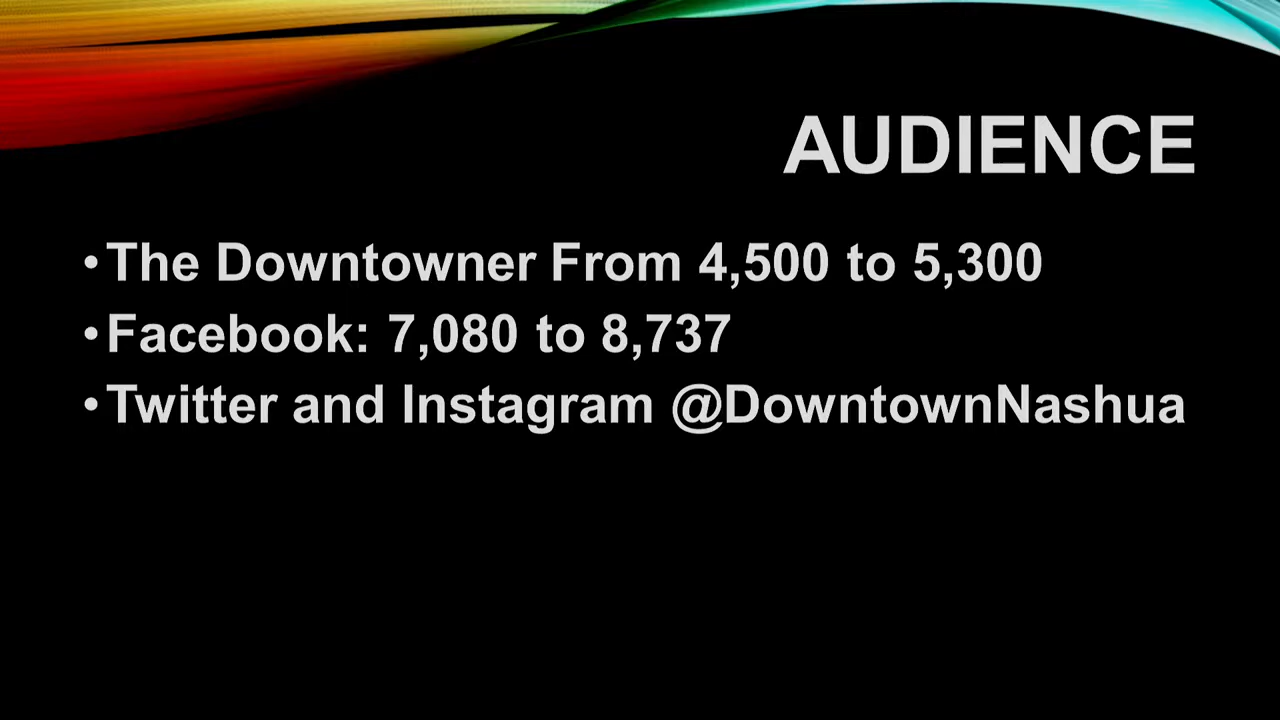 AUDIENCE
•The Downtowner From 4,500 to 5,300
•Facebook: 7,080 to 8,737
•Twitter and Instagram @DowntownNashua